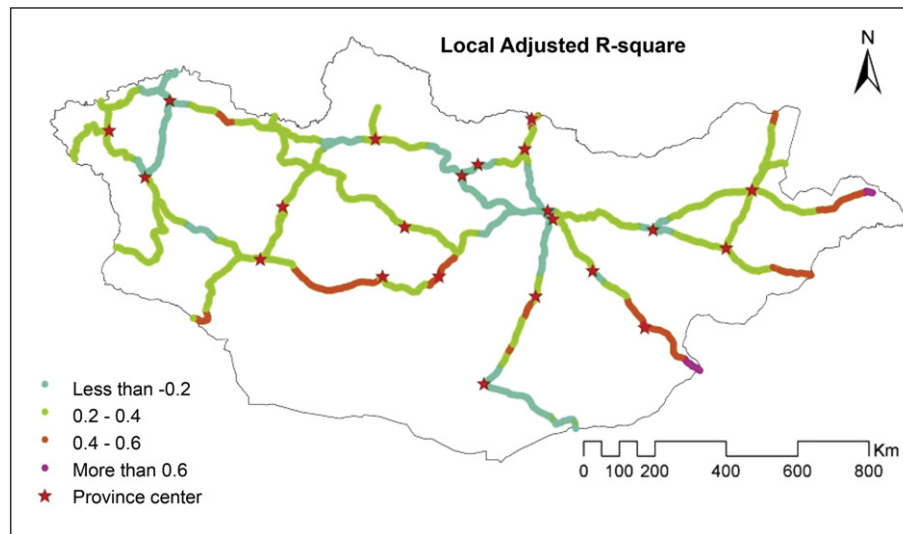 Local Adjusted R-square
N
Less than -0.2
0.2 - 0.4
0.4 - 0.6
More than 0.6
Province center
Km
0 100 200 400 600 800